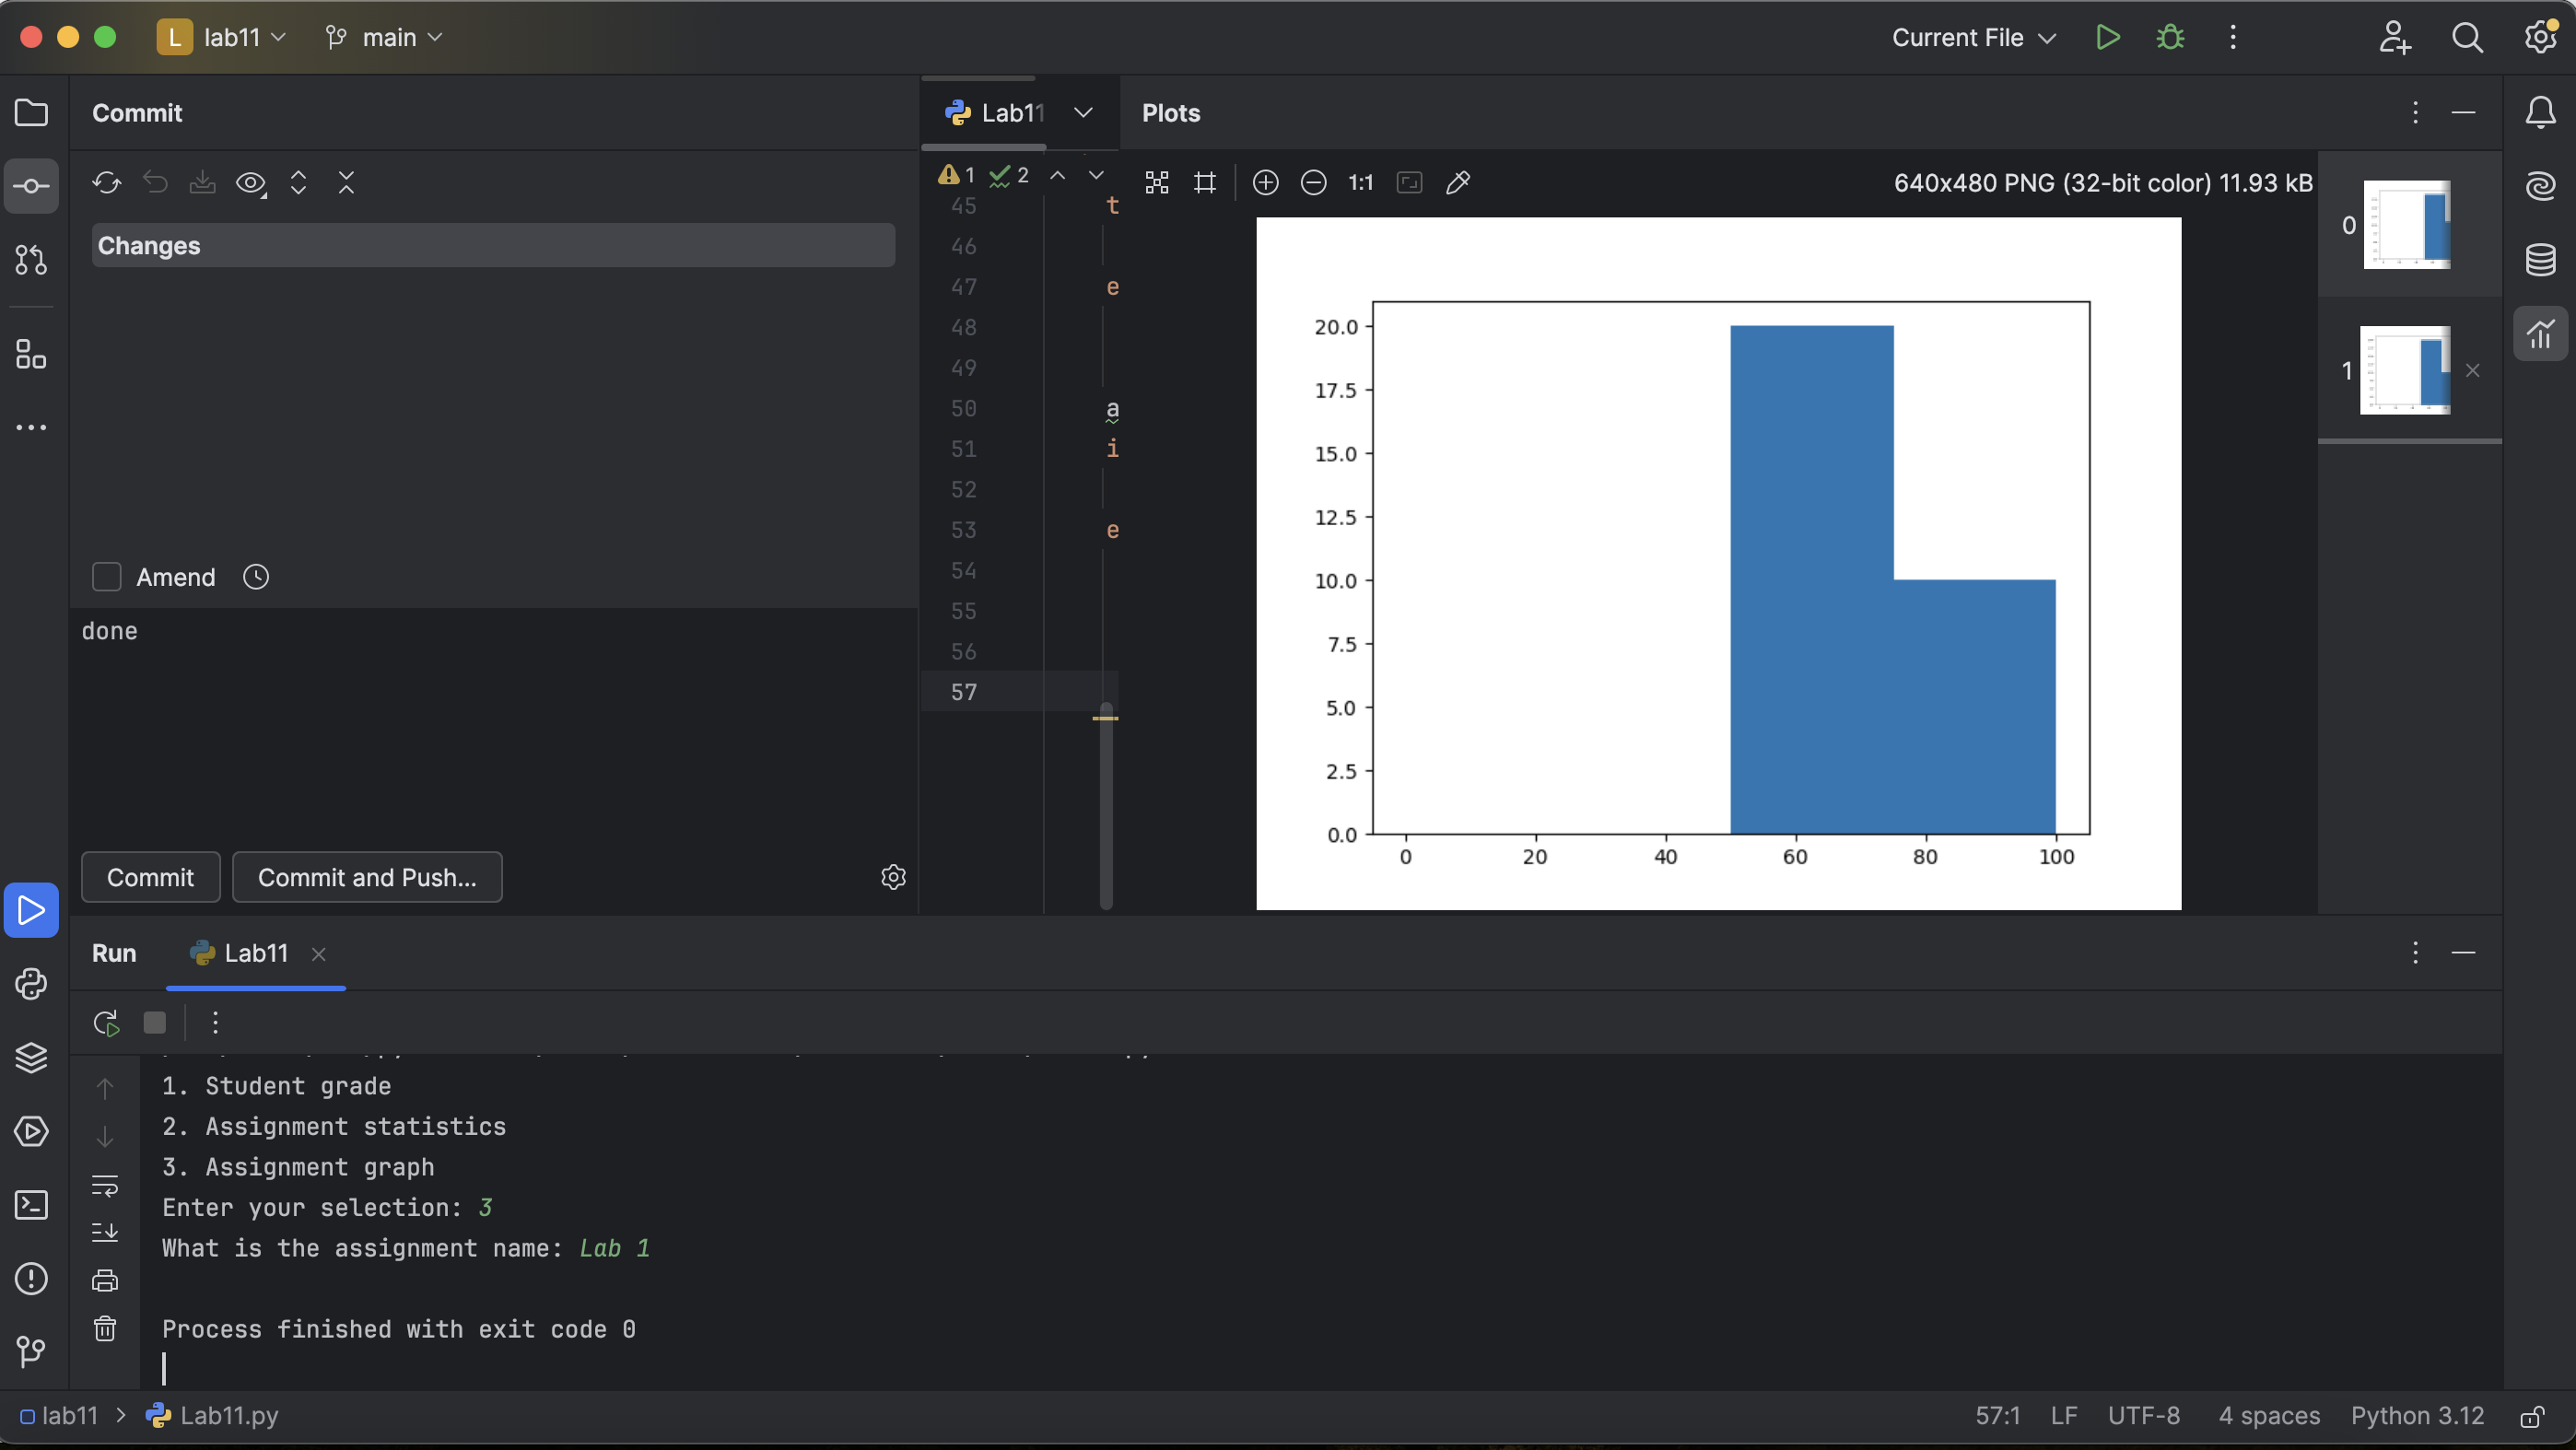 L lab11 main Current File
Commit
Lab11
Plots
1 2
1:1
640x480 PNG (32-bit color) 11.93 kB
Changes
45 t
46
47 e
48
49
50 a
51 i
52
53 e
54
55
56
57
20.0
17.5
15.0
12.5
10.0
7.5
5.0
2.5
0.0
0 20 40 60 80 100
0
1
Amend
done
Commit
Commit and Push...
Run Lab11
1. Student grade
2. Assignment statistics
3. Assignment graph
Enter your selection: 3
What is the assignment name: Lab 1
Process finished with exit code 0
lab11 > Lab11.py 57:1 LF UTF-8 4 spaces Python 3.12